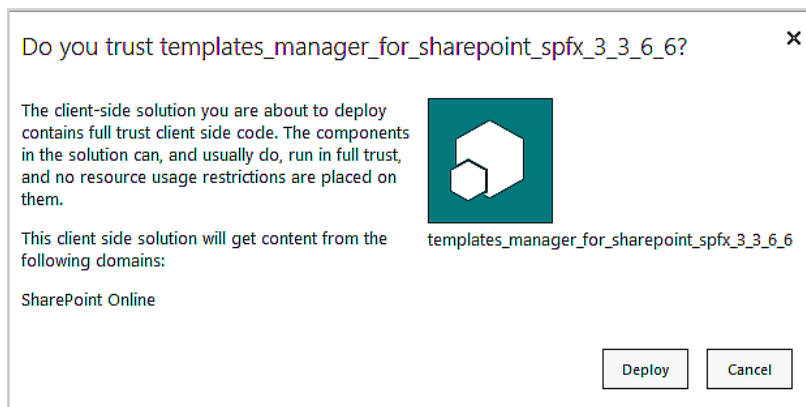 Do you trust templates_manager_for_sharepoint_spfx_3_3_6_6?
The client-side solution you are about to deploy
contains full trust client side code. The components
in the solution can, and usually do, run in full trust,
and no resource usage restrictions are placed on
them.
This client side solution will get content from the
following domains:
SharePoint Online
templates_manager_for_sharepoint_spfx_3_3_6_6
Deploy
Cancel